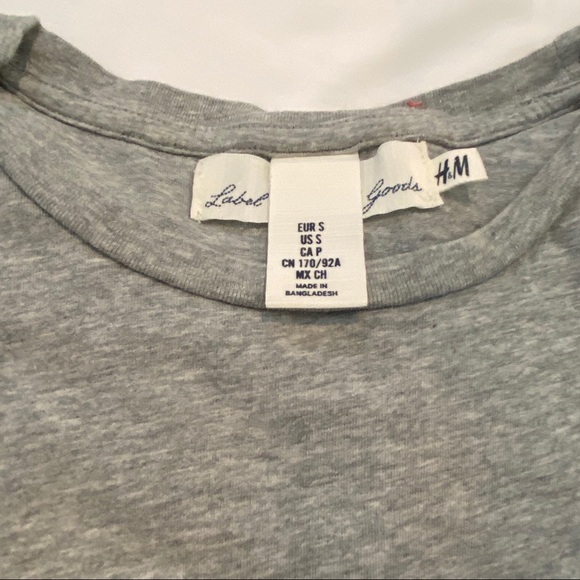 Label Goods
H&M
EUR S
US S
CA P
CN 170/92A
MX CH
MADE IN
BANGLADESH